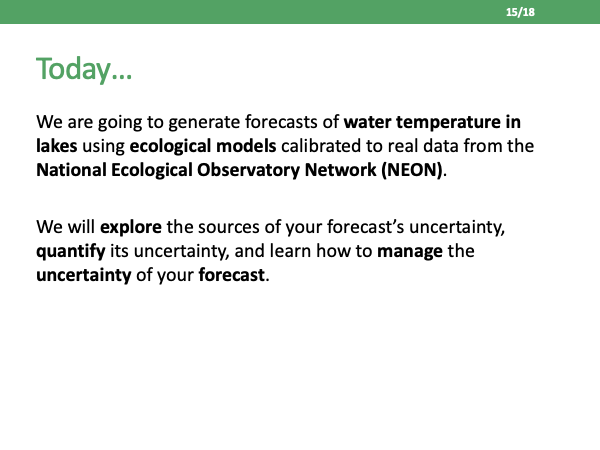 15/18
Today…
We are going to generate forecasts of water temperature in
lakes using ecological models calibrated to real data from the
National Ecological Observatory Network (NEON).
We will explore the sources of your forecast’s uncertainty,
quantify its uncertainty, and learn how to manage the
uncertainty of your forecast.